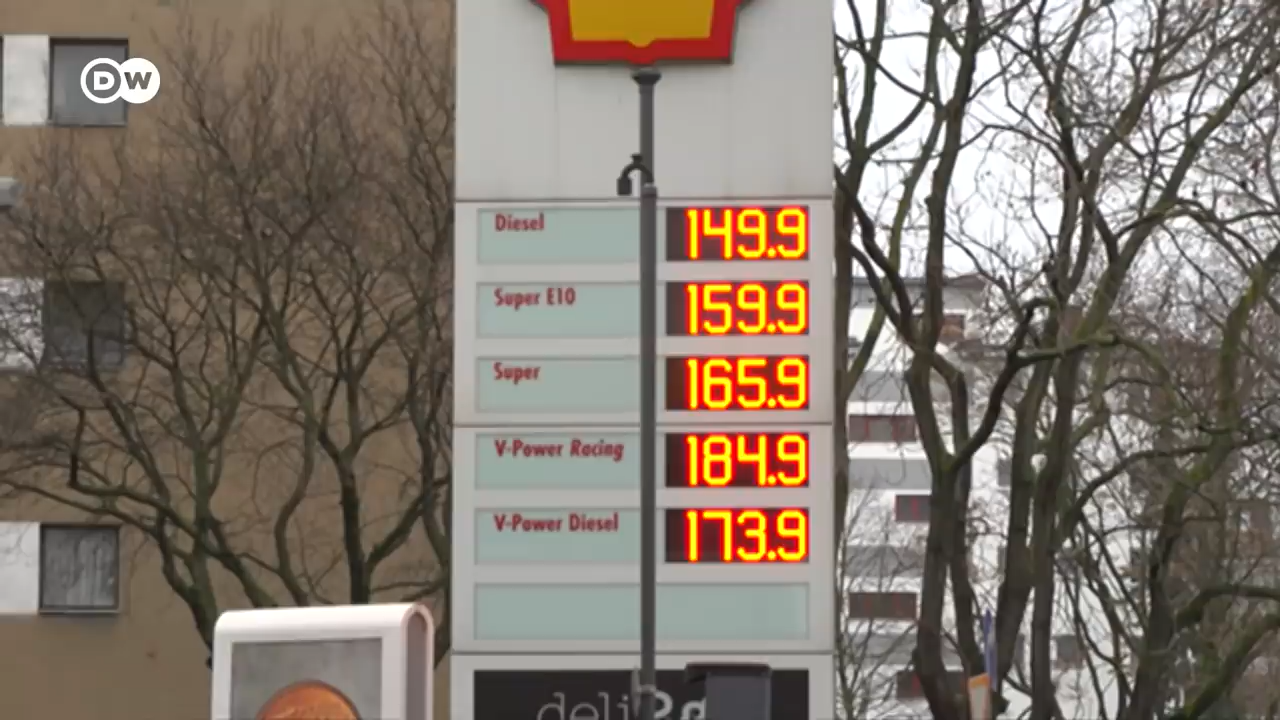 DW
Diesel 149.9
Super E10 159.9
Super 165.9
V-Power Racing 184.9
V-Power Diesel 173.9
deli